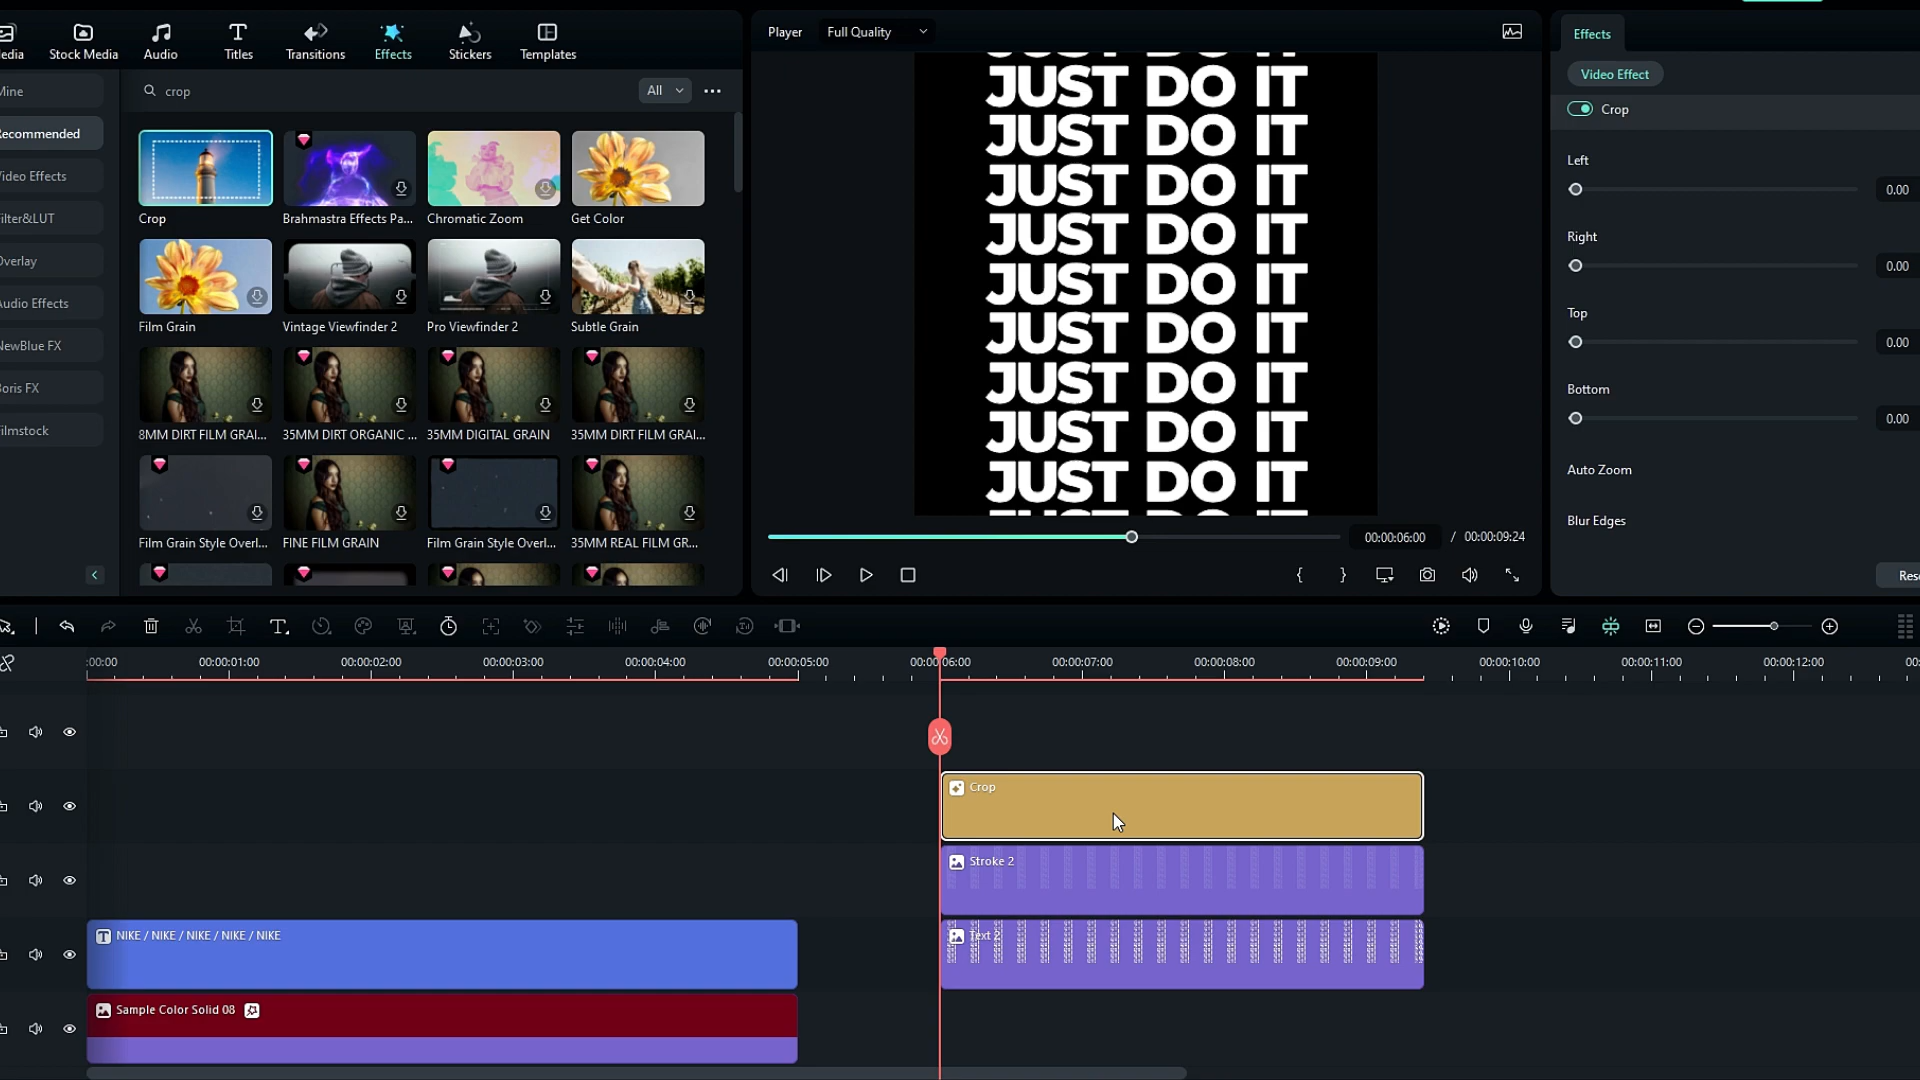 Stock Media
Audio
Titles
Transitions
Effects
Stickers
Templates
crop
All
Crop
Brahmastra Effects Pa...
Chromatic Zoom
Get Color
Film Grain
Vintage Viewfinder 2
Pro Viewfinder 2
Subtle Grain
8MM DIRT FILM GRAI...
35MM DIRT ORGANIC ...
35MM DIGITAL GRAIN
35MM DIRT FILM GRAI...
Film Grain Style Overl...
FINE FILM GRAIN
Film Grain Style Overl...
35MM REAL FILM GR...
edia
Mine
Recommended
Video Effects
ilter&LUT
Overlay
Audio Effects
NewBlue FX
Boris FX
ilmstock
Player
Full Quality
JUST DO IT
JUST DO IT
JUST DO IT
JUST DO IT
JUST DO IT
JUST DO IT
JUST DO IT
JUST DO IT
JUST DO IT
00:00:06:00 / 00:00:09:24
Effects
Video Effect
Crop
Left
0.00
Right
0.00
Top
0.00
Bottom
0.00
Auto Zoom
Blur Edges
Rese
:00:00
00:00:01:00
00:00:02:00
00:00:03:00
00:00:04:00
00:00:05:00
00:00:06:00
00:00:07:00
00:00:08:00
00:00:09:00
00:00:10:00
00:00:11:00
00:00:12:00
00:
Crop
Stroke 2
NIKE / NIKE / NIKE / NIKE / NIKE
Text 2
Sample Color Solid 08